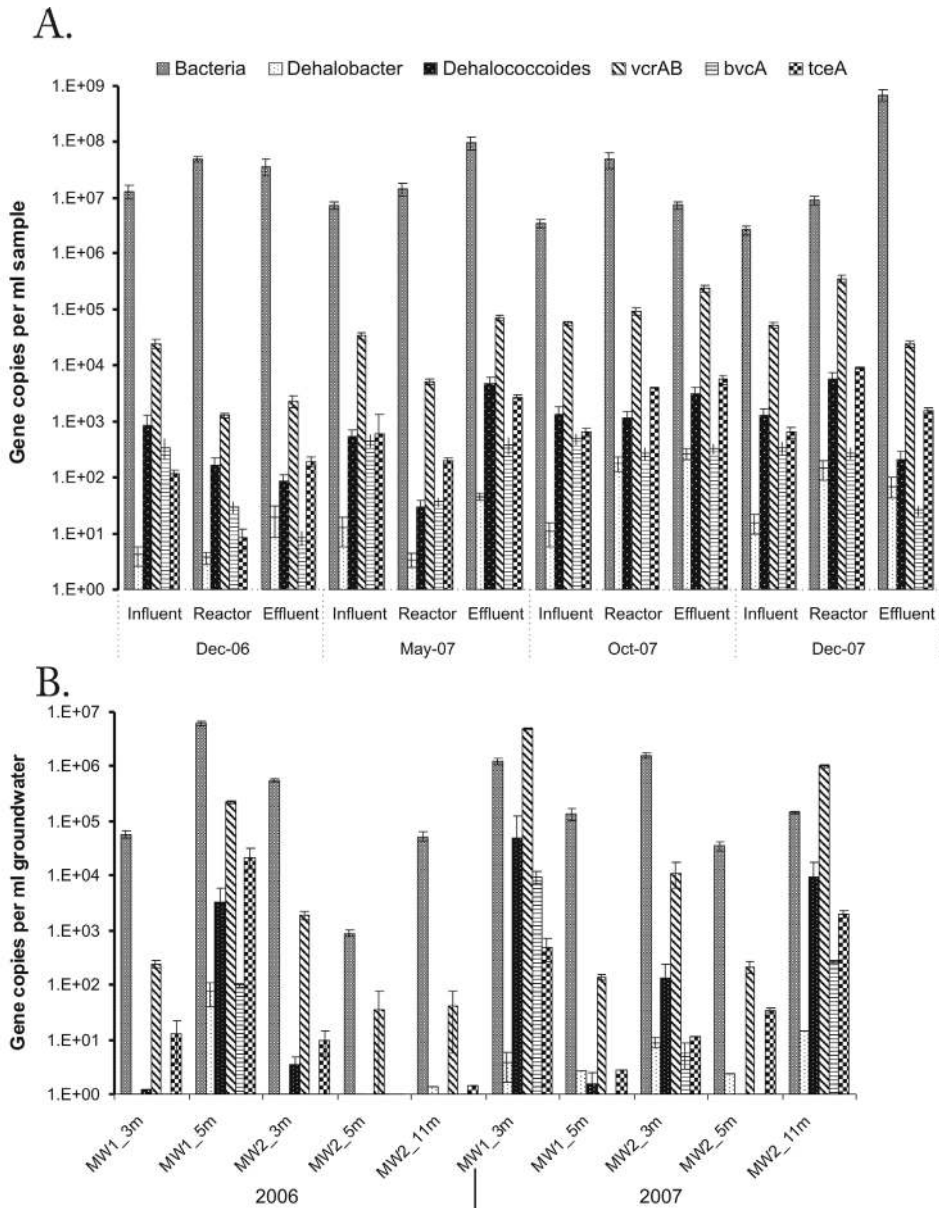 A.
Bacteria Dehalobacter Dehalococcoides vcrAB bvcA tceA
Gene copies per ml sample
1.E+09
1.E+08
1.E+07
1.E+06
1.E+05
1.E+04
1.E+03
1.E+02
1.E+01
1.E+00
Influent Reactor Effluent Influent Reactor Effluent Influent Reactor Effluent Influent Reactor Effluent
Dec-06 May-07 Oct-07 Dec-07
B.
Gene copies per ml groundwater
1.E+07
1.E+06
1.E+05
1.E+04
1.E+03
1.E+02
1.E+01
1.E+00
MW1_3m MW1_5m MW2_3m MW2_5m MW2_11m MW1_3m MW1_5m MW2_3m MW2_5m MW2_11m
2006 2007